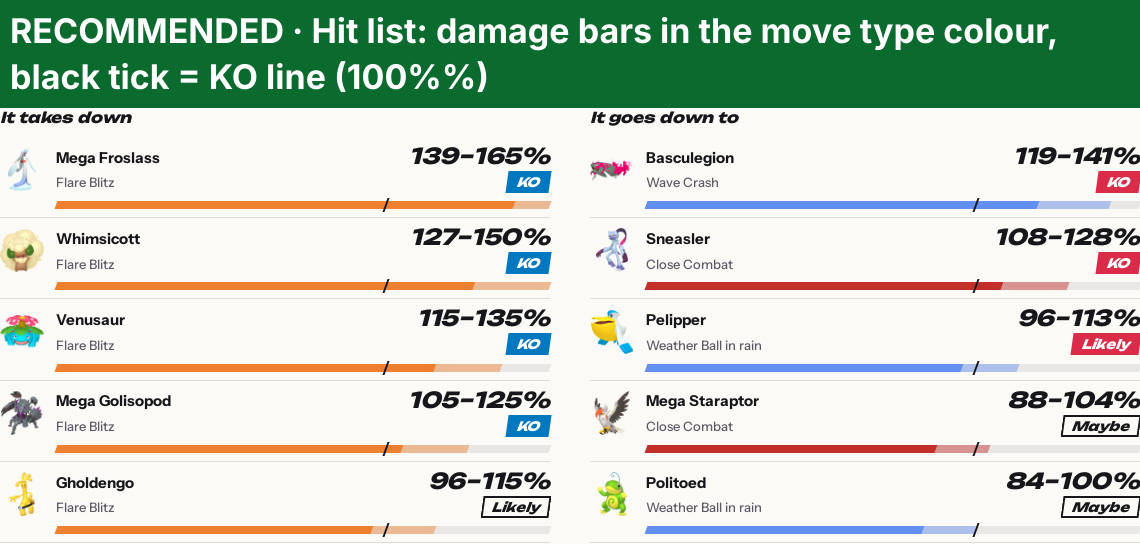 RECOMMENDED · Hit list: damage bars in the move type colour,
black tick = KO line (100%%)
It takes down
Mega Froslass
139–165%
Flare Blitz
KO
Whimsicott
127–150%
Flare Blitz
KO
Venusaur
115–135%
Flare Blitz
KO
Mega Golisopod
105–125%
Flare Blitz
KO
Gholdengo
96–115%
Flare Blitz
Likely
It goes down to
Basculegion
119–141%
Wave Crash
KO
Sneasler
108–128%
Close Combat
KO
Pelipper
96–113%
Weather Ball in rain
Likely
Mega Staraptor
88–104%
Close Combat
Maybe
Politoed
84–100%
Weather Ball in rain
Maybe